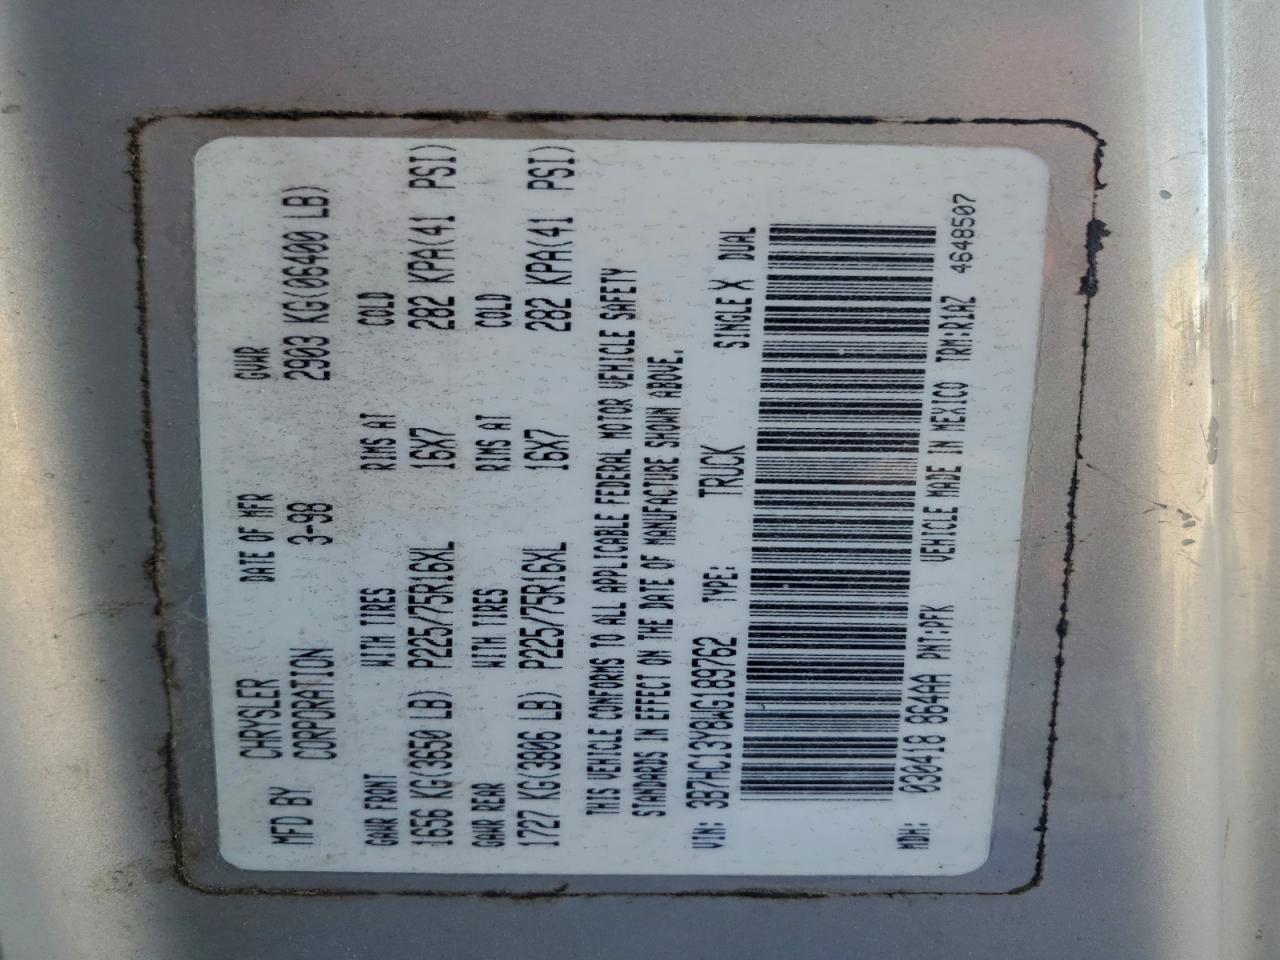 MFD BY CHRYSLER CORPORATION DATE OF MFR 3-98 GVWR 2903 KG(06400 LB)
GAWR FRONT WITH TIRES RIMS AT COLD
1656 KG(3650 LB) P225/75R16XL 16X7 282 KPA(41 PSI)
GAWR REAR WITH TIRES RIMS AT COLD
1727 KG(3806 LB) P225/75R16XL 16X7 282 KPA(41 PSI)
THIS VEHICLE CONFORMS TO ALL APPLICABLE FEDERAL MOTOR VEHICLE SAFETY
STANDARDS IN EFFECT ON THE DATE OF MANUFACTURE SHOWN ABOVE.
VIN: 3B7HC13Y8WG189762 TYPE: TRUCK SINGLE X DUAL
MDH: 030418 864AA PNT:PFK VEHICLE MADE IN MEXICO TRM:R1AZ 4648507